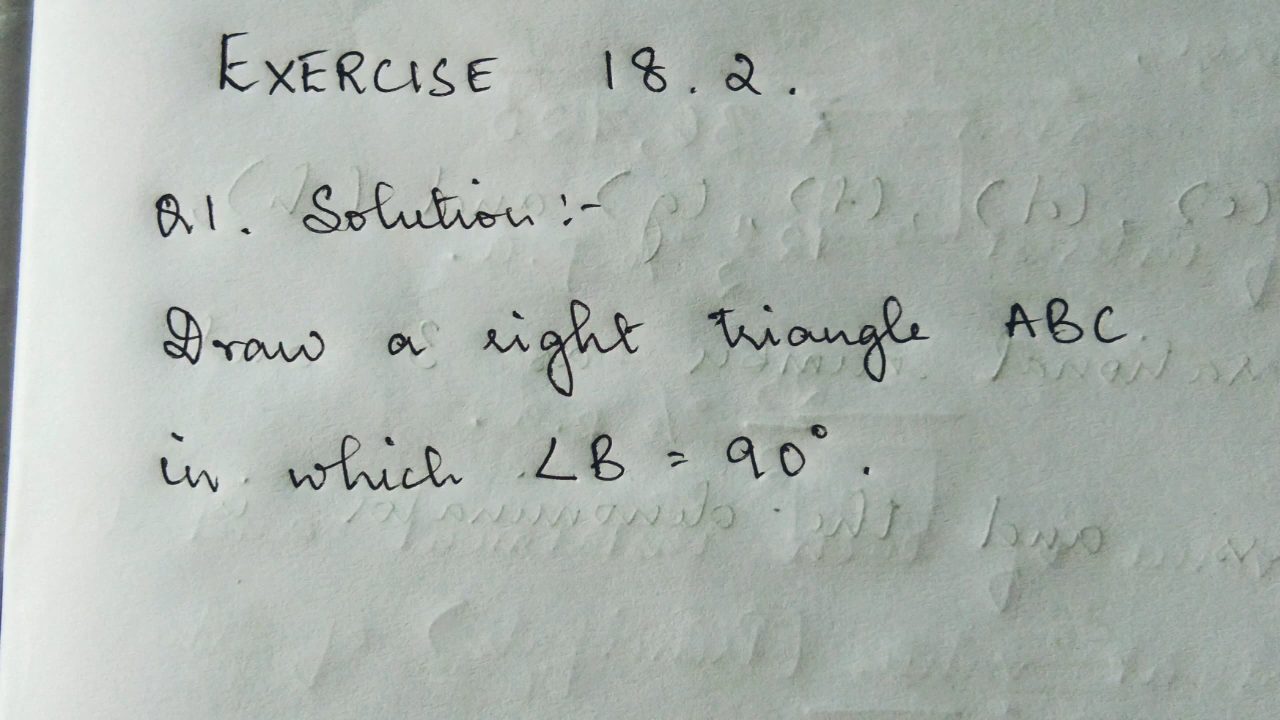 EXERCISE 18.2.
Q1. Solution:-
Draw a right triangle ABC
in which ∠B = 90°.